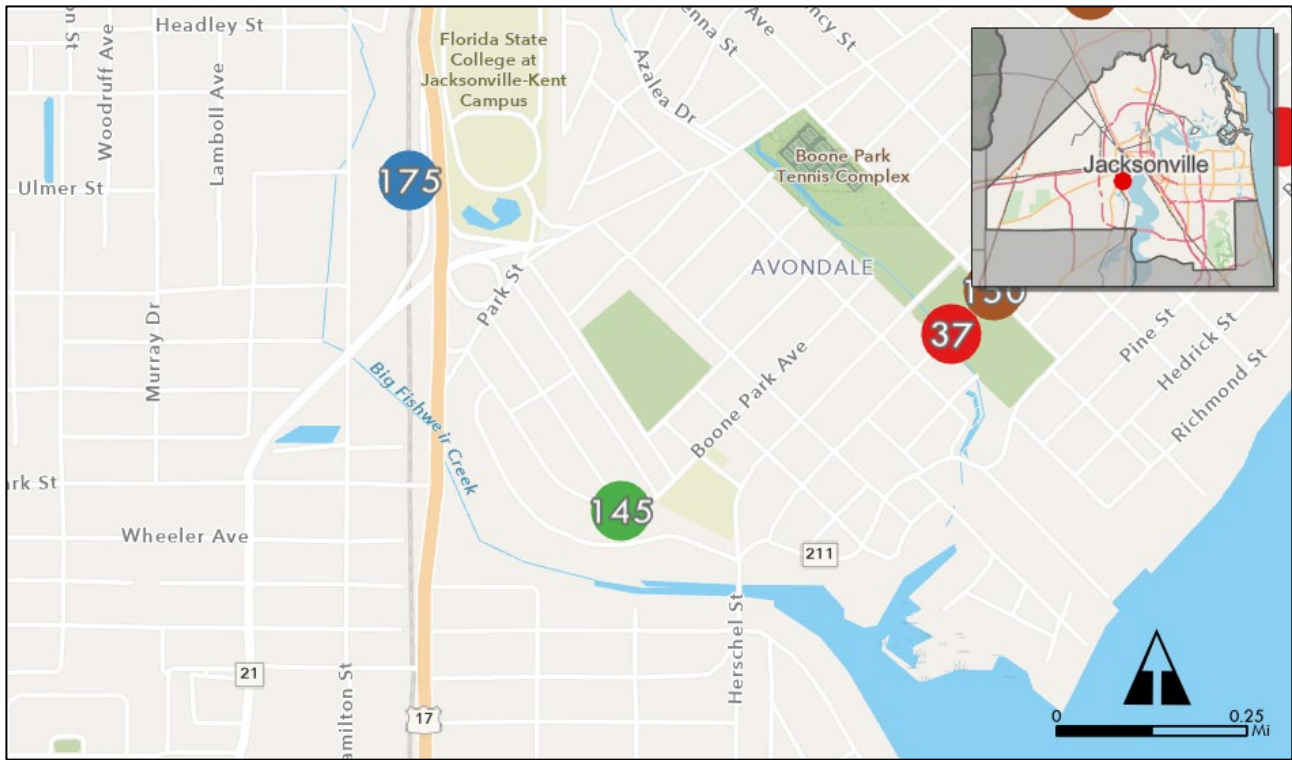 Headley St
Woodruff Ave
Lamboll Ave
Florida State
College at
Jacksonville-Kent
Campus
Azalea Dr
Ave
St
Boone Park
Tennis Complex
Jacksonville
Ulmer St
175
AVONDALE
Park St
Murray Dr
37
Pine St
Hedrick St
Richmond St
Boone Park Ave
Big Fishweir Creek
145
Wheeler Ave
211
Herschel St
21
17
0 0.25
Mi